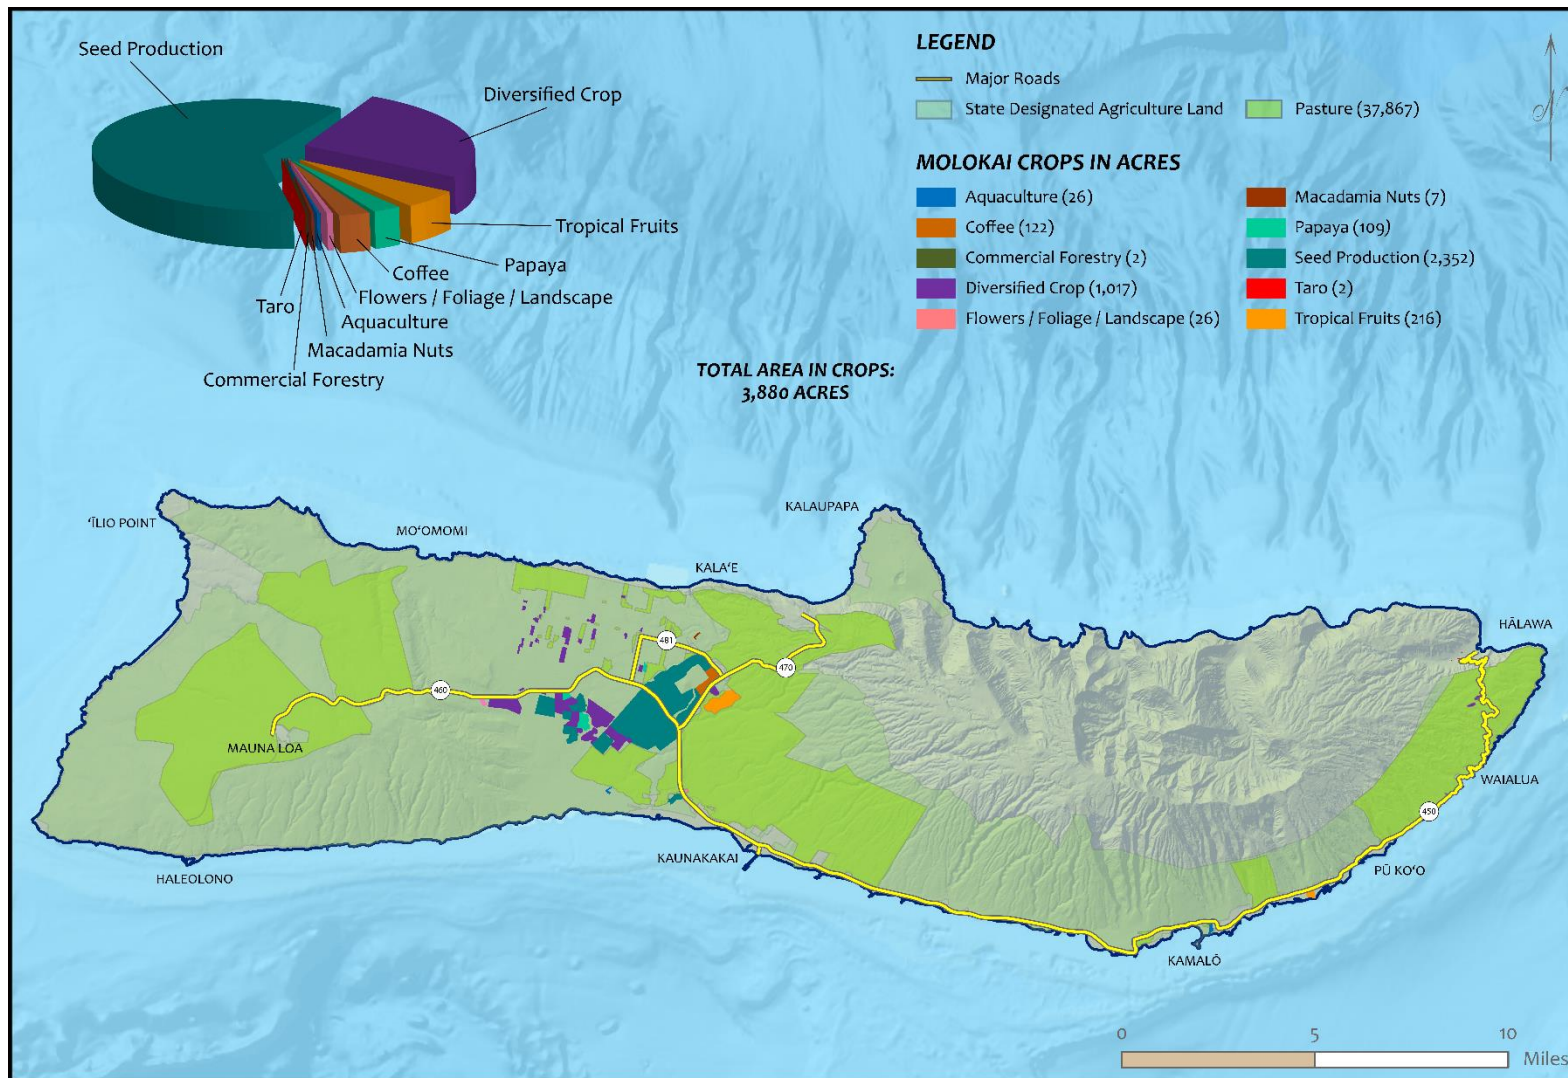 Seed Production
Diversified Crop
Tropical Fruits
Papaya
Coffee
Flowers / Foliage / Landscape
Taro
Aquaculture
Macadamia Nuts
Commercial Forestry
LEGEND
Major Roads
State Designated Agriculture Land
Pasture (37,867)
MOLOKAI CROPS IN ACRES
Aquaculture (26)
Coffee (122)
Commercial Forestry (2)
Diversified Crop (1,017)
Flowers / Foliage / Landscape (26)
Macadamia Nuts (7)
Papaya (109)
Seed Production (2,352)
Taro (2)
Tropical Fruits (216)
N
TOTAL AREA IN CROPS:
3,880 ACRES
ʻĪLIO POINT
MOʻOMOMI
KALAʻE
KALAUPAPA
HĀLAWA
481
470
460
MAUNA LOA
WAIALUA
450
KAUNAKAKAI
HALEOLONO
PŪ KOʻO
KAMALŌ
0 5 10
Miles